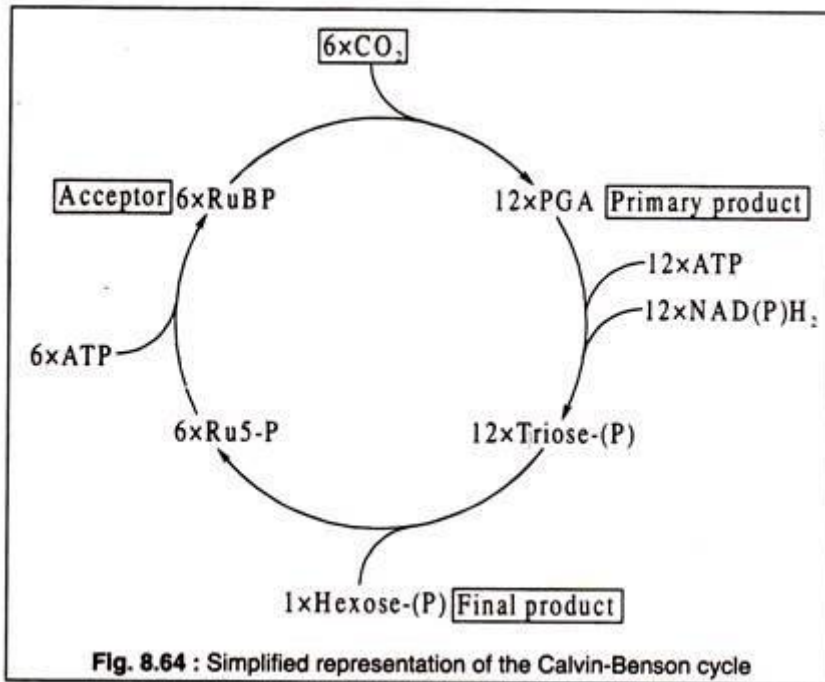 6×CO₂
Acceptor 6×RuBP
12×PGA Primary product
12×ATP
12×NAD(P)H₂
6×ATP
6×Ru5-P
12×Triose-(P)
1×Hexose-(P) Final product
Fig. 8.64 : Simplified representation of the Calvin-Benson cycle